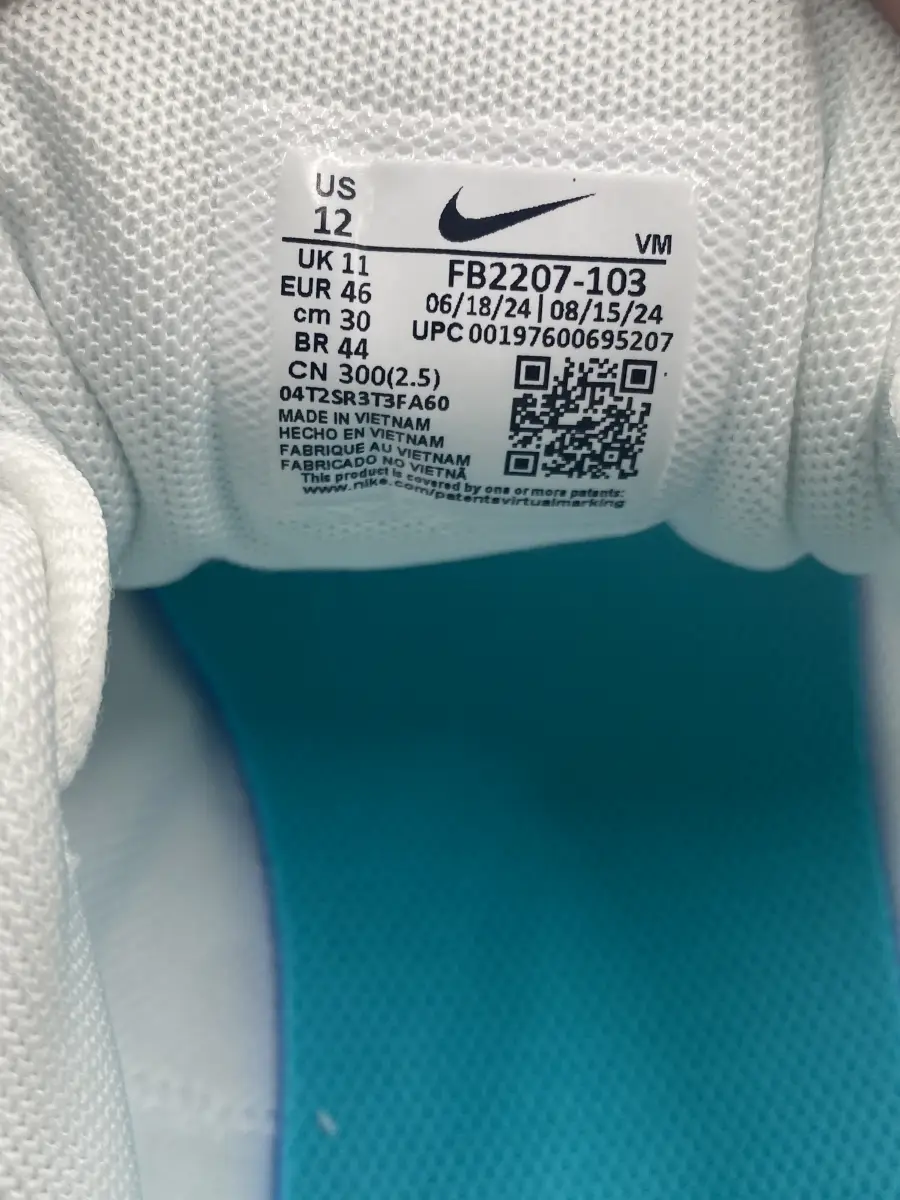 US
12
VM
UK 11
EUR 46
cm 30
BR 44
CN 300(2.5)
FB2207-103
06/18/24|08/15/24
UPC 00197600695207
04T2SR3T3FA60
MADE IN VIETNAM
HECHO EN VIETNAM
FABRIQUE AU VIETNAM
FABRICADO NO VIETNÃ
This product is covered by one or more patents:
www.nike.com/patentsvirtualmarking